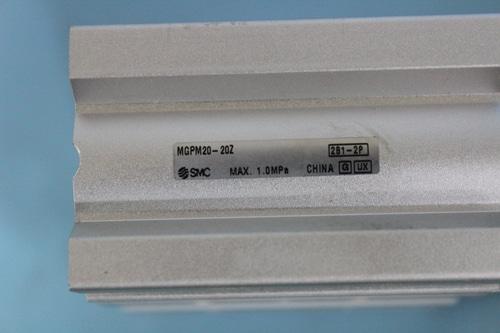 MGPM20-20Z 2B1-2P
SMC MAX. 1.0MPa CHINA G UX